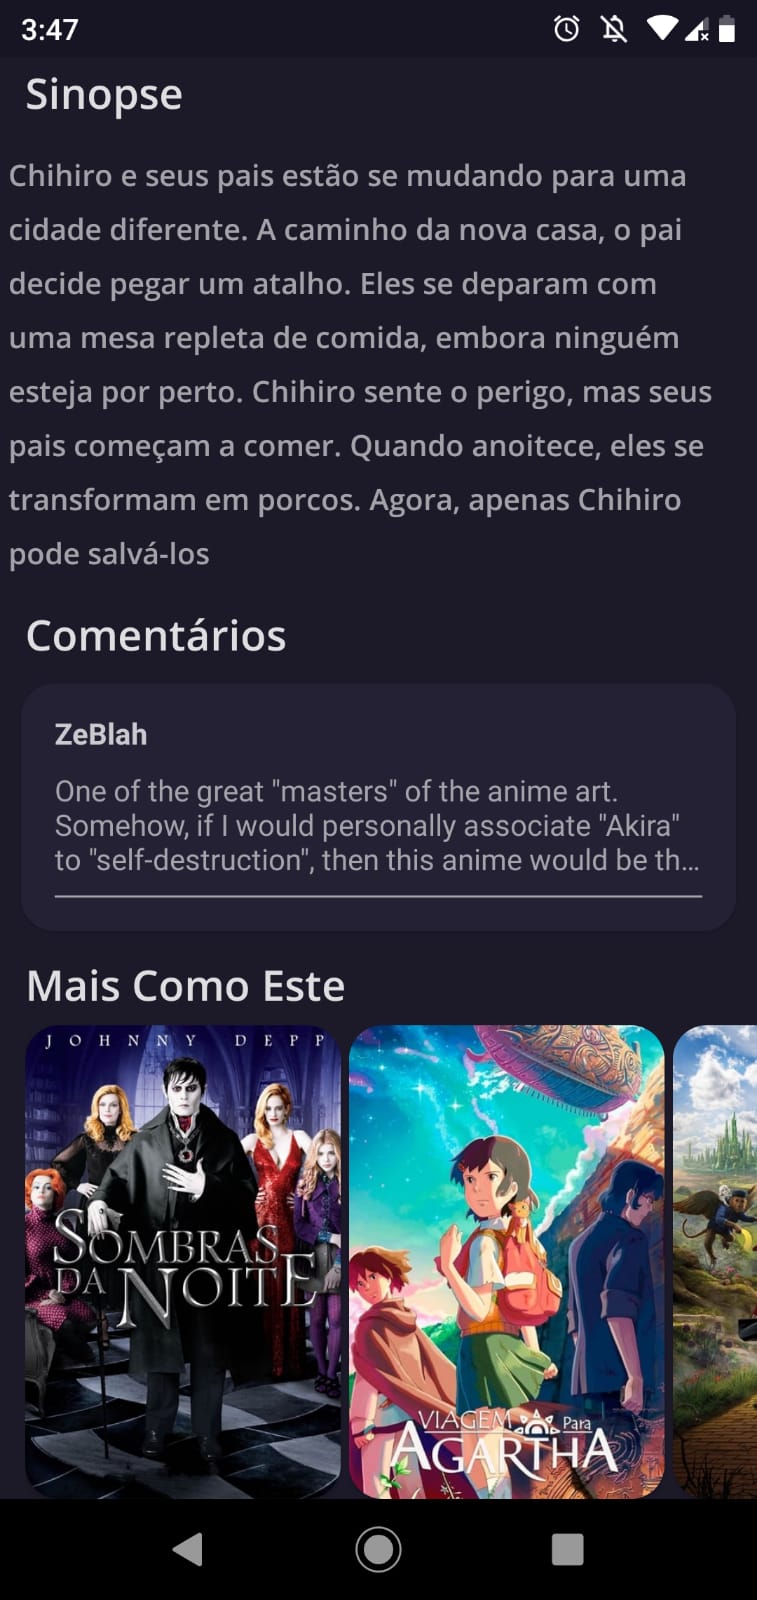 3:47
Sinopse
Chihiro e seus pais estão se mudando para uma
cidade diferente. A caminho da nova casa, o pai
decide pegar um atalho. Eles se deparam com
uma mesa repleta de comida, embora ninguém
esteja por perto. Chihiro sente o perigo, mas seus
pais começam a comer. Quando anoitece, eles se
transformam em porcos. Agora, apenas Chihiro
pode salvá-los
Comentários
ZeBlah
One of the great "masters" of the anime art.
Somehow, if I would personally associate "Akira"
to "self-destruction", then this anime would be th...
Mais Como Este
JOHNNY DEPP
SOMBRAS
DA NOITE
VIAGEM Para
AGARTHA